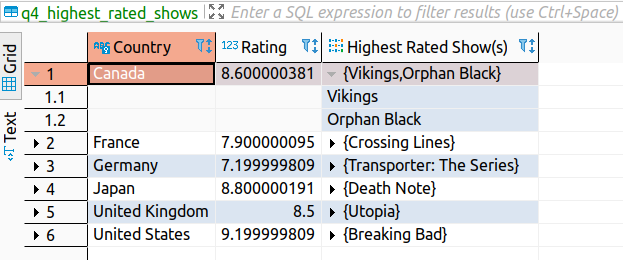 q4_highest_rated_shows Enter a SQL expression to filter results (use Ctrl+Space)
Grid
Text
ABC Country 123 Rating Highest Rated Show(s)
1 Canada 8.600000381 {Vikings,Orphan Black}
1.1 Vikings
1.2 Orphan Black
2 France 7.900000095 {Crossing Lines}
3 Germany 7.199999809 {Transporter: The Series}
4 Japan 8.800000191 {Death Note}
5 United Kingdom 8.5 {Utopia}
6 United States 9.199999809 {Breaking Bad}